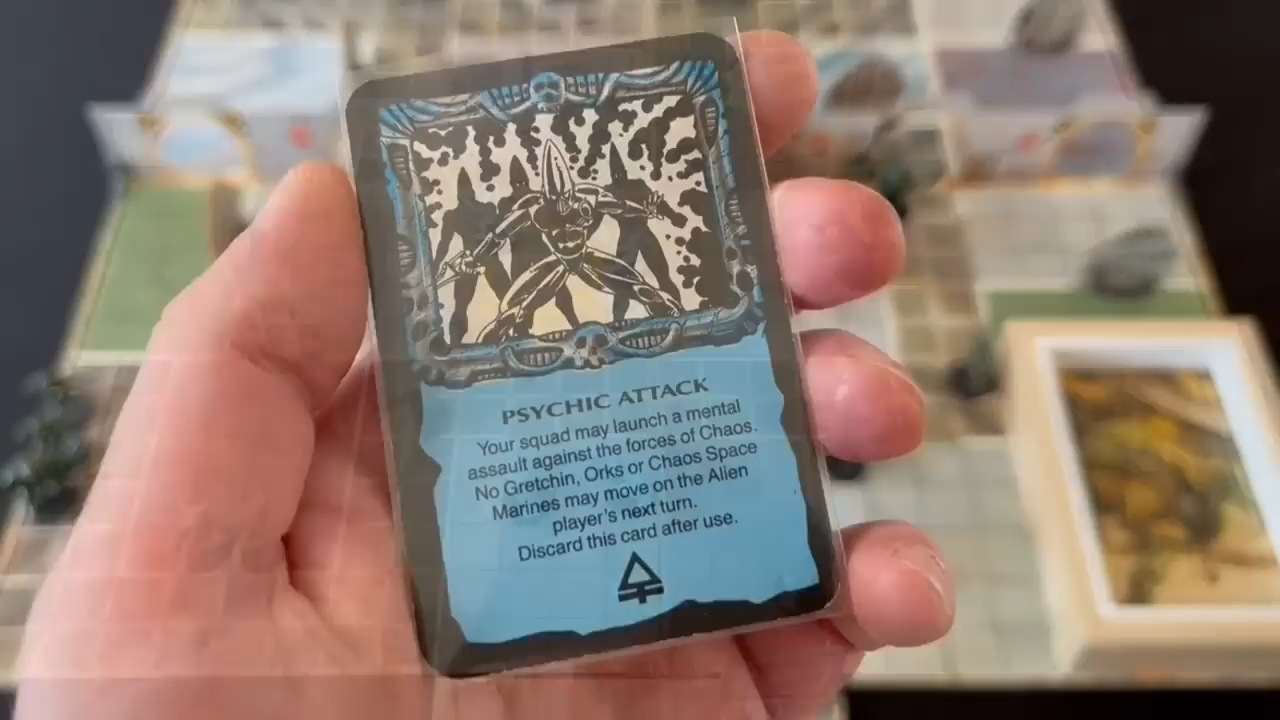 PSYCHIC ATTACK
Your squad may launch a mental
assault against the forces of Chaos.
No Gretchin, Orks or Chaos Space
Marines may move on the Alien
player's next turn.
Discard this card after use.